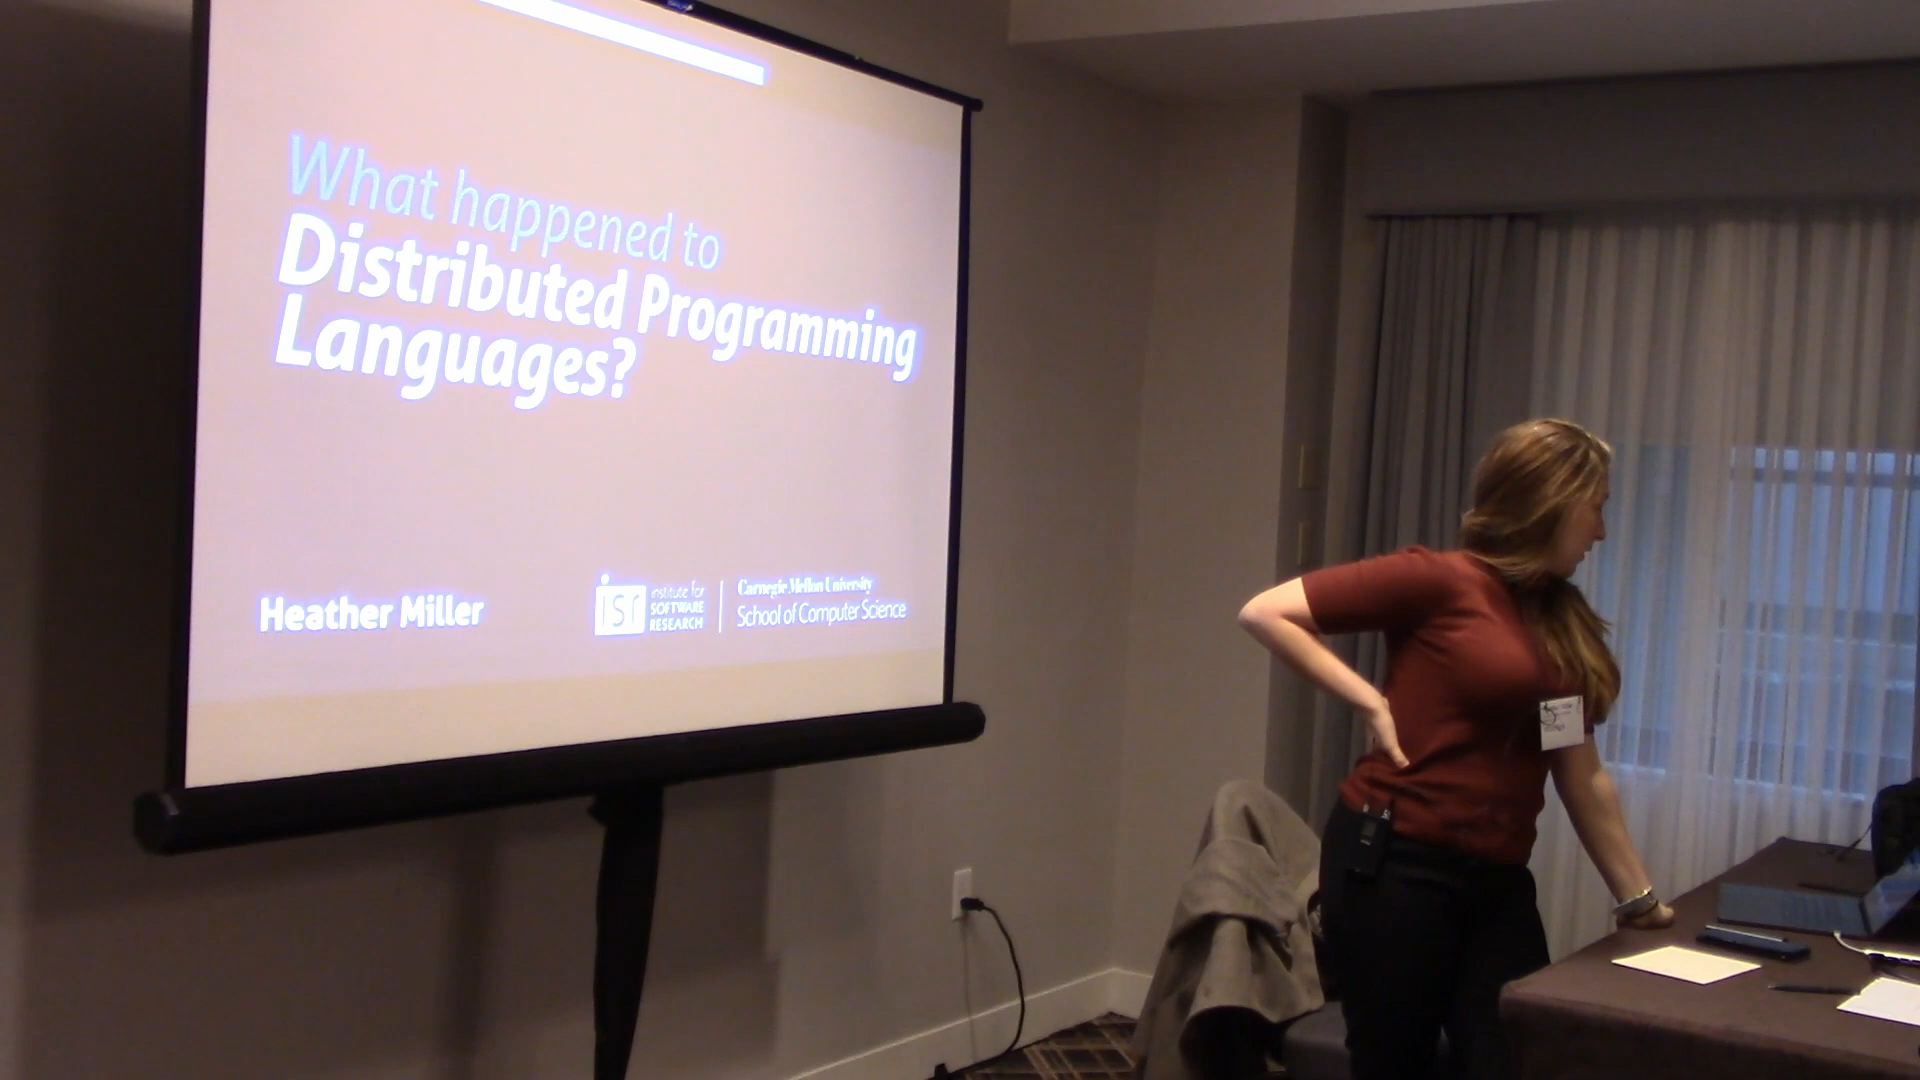 What happened to
Distributed Programming
Languages?
Heather Miller
isr
institute for
SOFTWARE
RESEARCH
Carnegie Mellon University
School of Computer Science